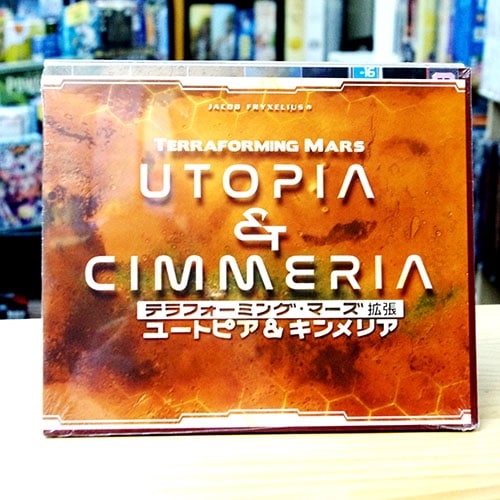 -16
JACOB FRYXELIUS®
TERRAFORMING MARS
UTOPIA
&
CIMMERIA
テラフォーミング・マーズ 拡張
ユートピア & キンメリア